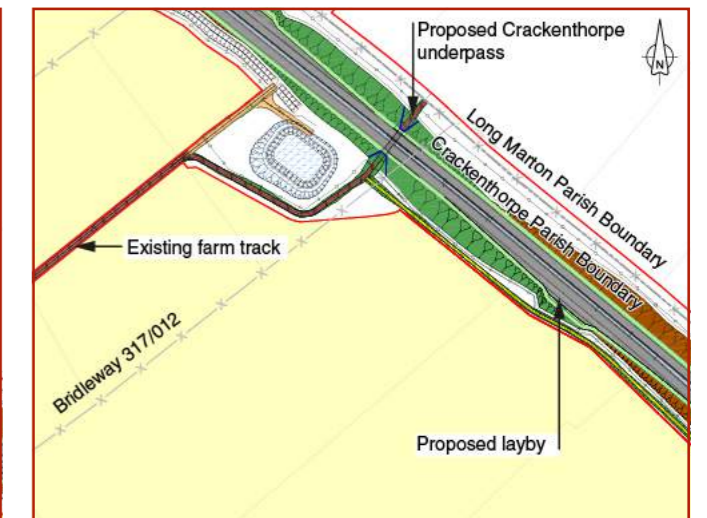 Proposed Crackenthorpe
underpass
N
Long Marton Parish Boundary
Crackenthorpe Parish Boundary
Existing farm track
Bridleway 317/012
Proposed layby